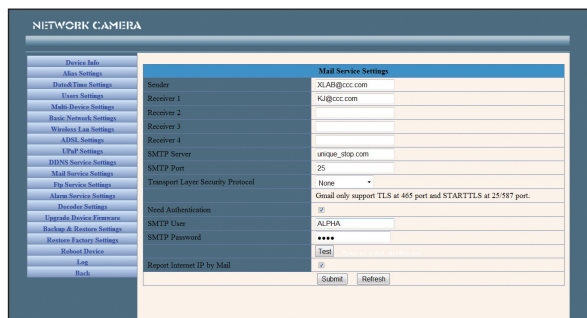 NETWORK CAMERA
Device Info
Alias Settings
Date&Time Settings
Users Settings
Multi-Device Settings
Basic Network Settings
Wireless Lan Settings
ADSL Settings
UPnP Settings
DDNS Service Settings
Mail Service Settings
Ftp Service Settings
Alarm Service Settings
Decoder Settings
Upgrade Device Firmware
Backup & Restore Settings
Restore Factory Settings
Reboot Device
Log
Back
Mail Service Settings
Sender XLAB@ccc.com
Receiver 1 KJ@ccc.com
Receiver 2
Receiver 3
Receiver 4
SMTP Server unique_stop.com
SMTP Port 25
Transport Layer Security Protocol None
Gmail only support TLS at 465 port and STARTTLS at 25/587 port.
Need Authentication
SMTP User ALPHA
SMTP Password ••••
Test
Report Internet IP by Mail
Submit Refresh